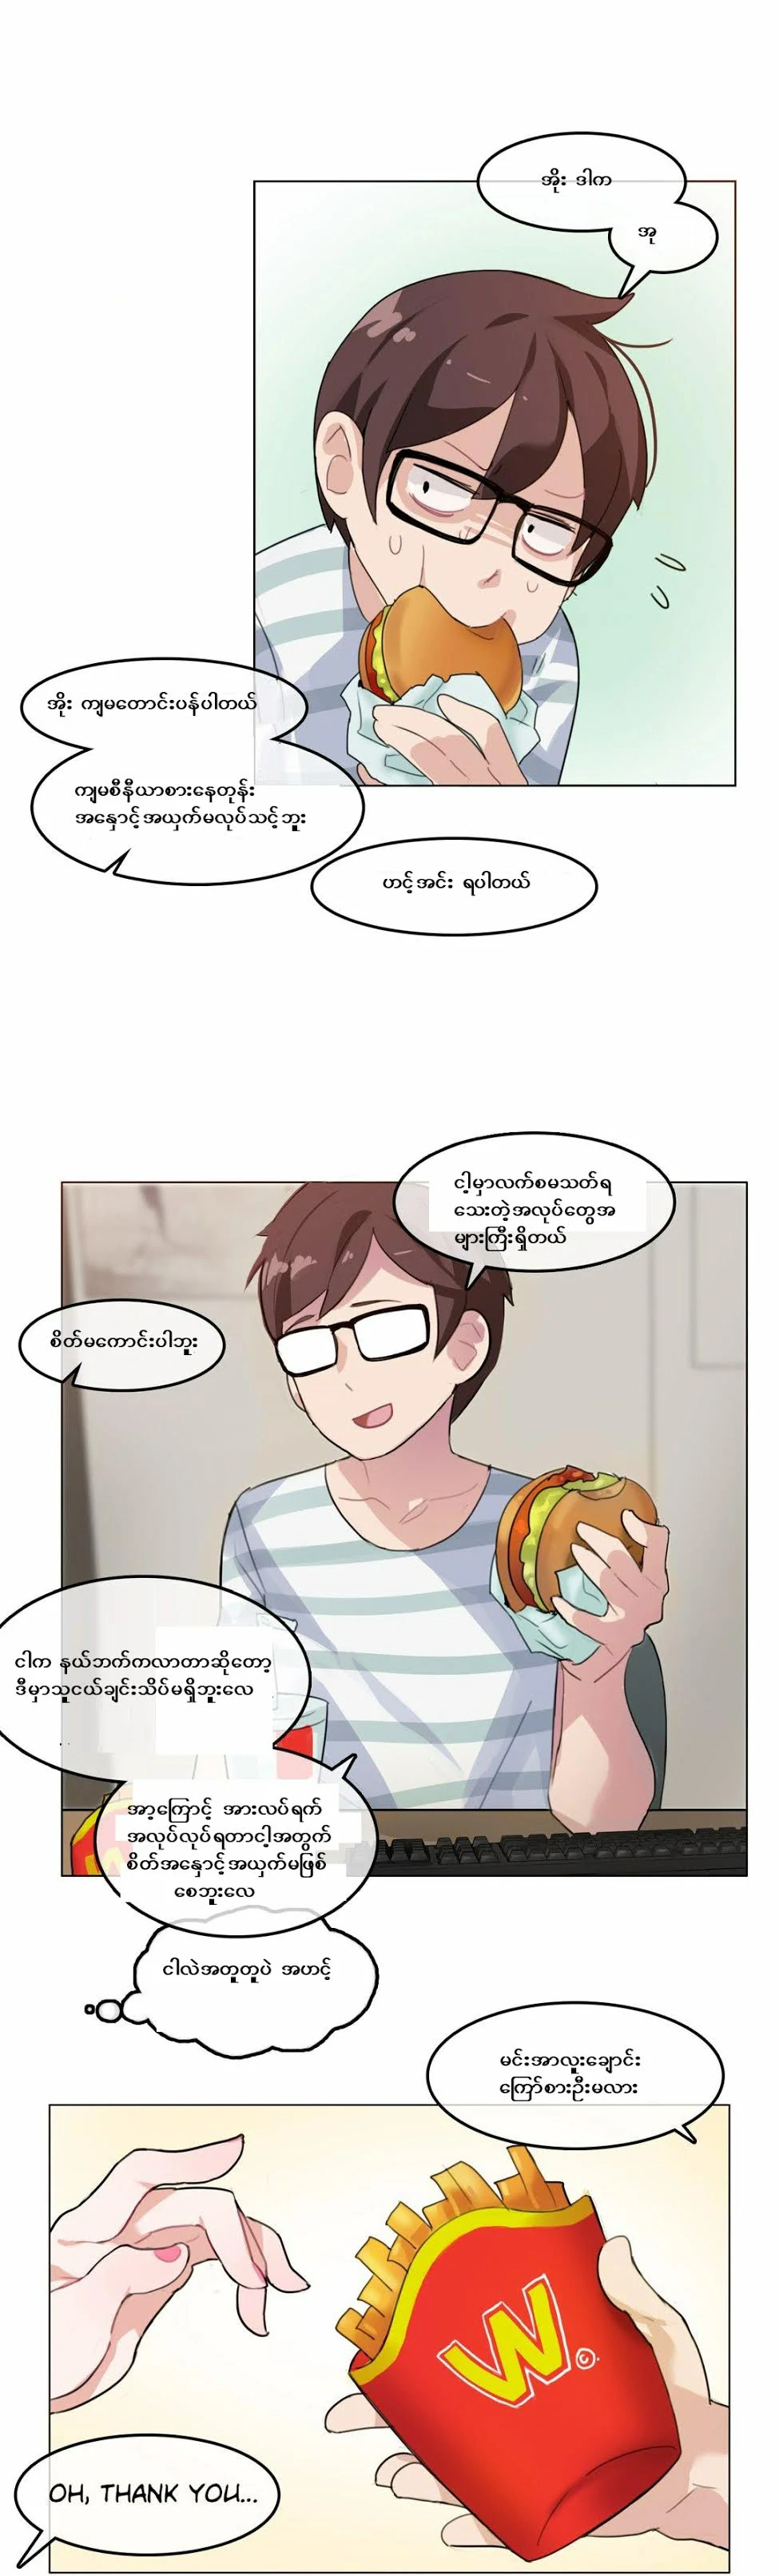 အိုး ဒါက
အု
အိုး ကျမတောင်းပန်ပါတယ်
ကျမစီနီယာစားနေတုန်း
အနှောင့်အယှက်မလုပ်သင့်ဘူး
ဟင့်အင်း ရပါတယ်
ငါ့မှာလက်စမသတ်ရ
သေးတဲ့အလုပ်တွေအ
များကြီးရှိတယ်
စိတ်မကောင်းပါဘူး
ငါက နယ်ဘက်ကလာတာဆိုတော့
ဒီမှာသူငယ်ချင်းသိပ်မရှိဘူးလေ
အာ့ကြောင့် အားလပ်ရက်
အလုပ်လုပ်ရတာငါ့အတွက်
စိတ်အနှောင့်အယှက်မဖြစ်
စေဘူးလေ
ငါလဲအတူတူပဲ အဟင့်
မင်းအာလူးချောင်း
ကြော်စားဦးမလား
W
©
OH, THANK YOU...